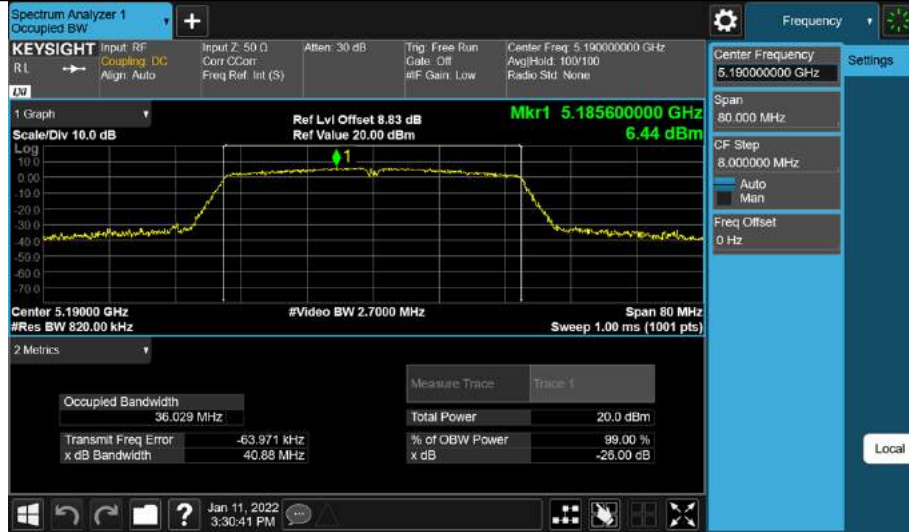 Spectrum Analyzer 1
Occupied BW
+
Frequency
KEYSIGHT
RL
LXI
Input: RF
Coupling: DC
Align: Auto
Input Z: 50 Ω
Corr CCorr
Freq Ref: Int (S)
Atten: 30 dB
Trig: Free Run
Gate: Off
#IF Gain: Low
Center Freq: 5.190000000 GHz
Avg|Hold: 100/100
Radio Std: None
1 Graph
Scale/Div 10.0 dB
Ref Lvl Offset 8.83 dB
Ref Value 20.00 dBm
Mkr1 5.185600000 GHz
6.44 dBm
Log
10.0
0.00
-10.0
-20.0
-30.0
-40.0
-50.0
-60.0
-70.0
1
Center 5.19000 GHz
#Res BW 820.00 kHz
#Video BW 2.7000 MHz
Span 80 MHz
Sweep 1.00 ms (1001 pts)
2 Metrics
Measure Trace
Trace 1
Occupied Bandwidth
36.029 MHz
Total Power
20.0 dBm
Transmit Freq Error
-63.971 kHz
% of OBW Power
99.00 %
x dB Bandwidth
40.88 MHz
x dB
-26.00 dB
Center Frequency
5.190000000 GHz
Settings
Span
80.000 MHz
CF Step
8.000000 MHz
Auto
Man
Freq Offset
0 Hz
Local
?
Jan 11, 2022
3:30:41 PM